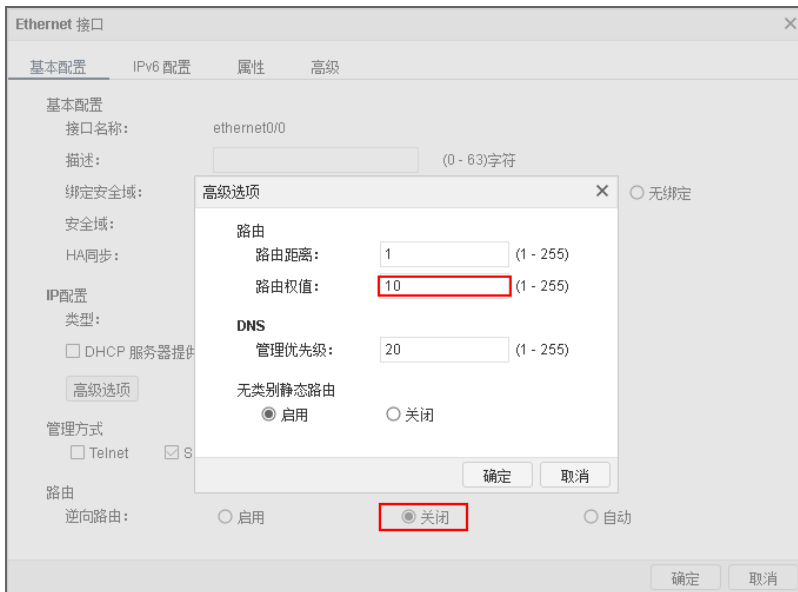 Ethernet 接口
基本配置 IPv6 配置 属性 高级
基本配置
接口名称： ethernet0/0
描述： (0 - 63)字符
绑定安全域： 无绑定
安全域：
HA同步：
IP配置
类型：
DHCP 服务器提供
高级选项
管理方式
Telnet S
路由
逆向路由： 启用 关闭 自动
确定 取消
高级选项
路由
路由距离： 1 (1 - 255)
路由权值： 10 (1 - 255)
DNS
管理优先级： 20 (1 - 255)
无类别静态路由
启用 关闭
确定 取消